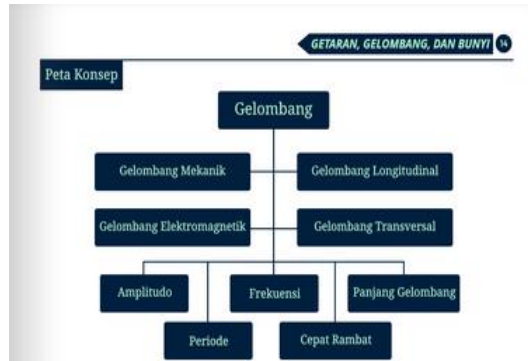 GETARAN, GELOMBANG, DAN BUNYI 14
Peta Konsep
Gelombang
Gelombang Mekanik
Gelombang Longitudinal
Gelombang Elektromagnetik
Gelombang Transversal
Amplitudo
Frekuensi
Panjang Gelombang
Periode
Cepat Rambat